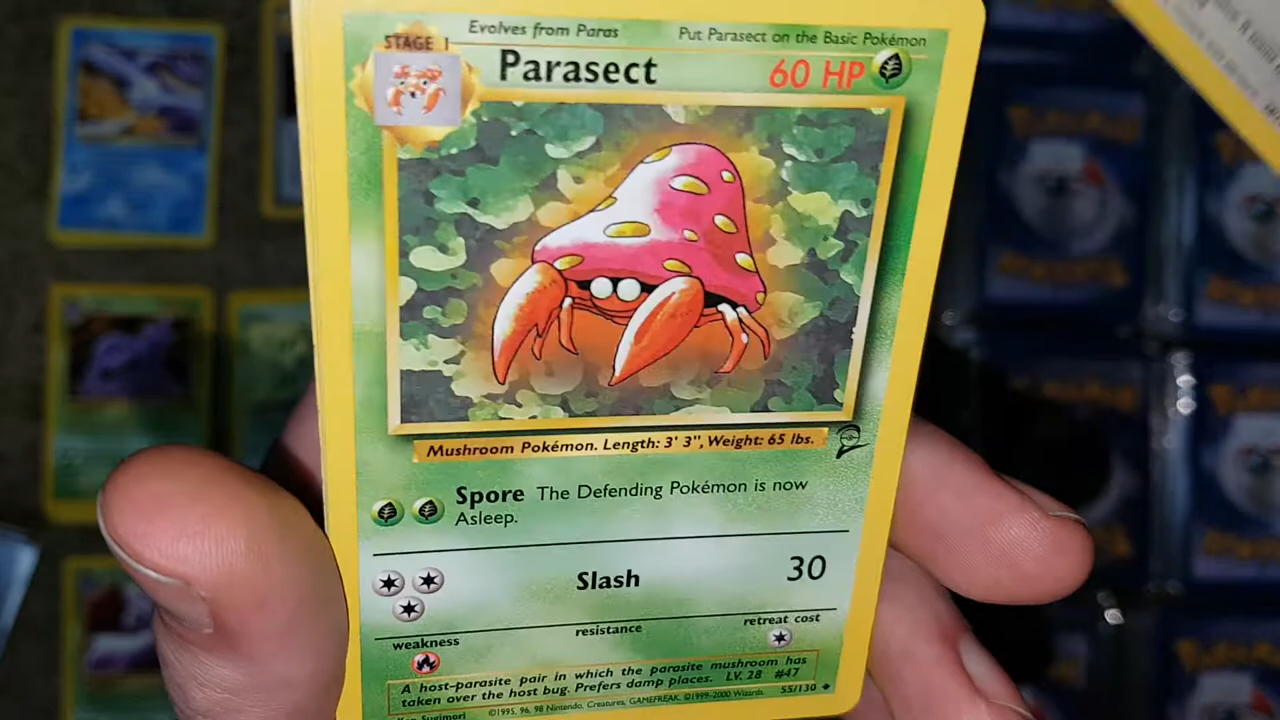 Evolves from Paras Put Parasect on the Basic Pokémon
STAGE 1
Parasect 60 HP
Mushroom Pokémon. Length: 3' 3", Weight: 65 lbs.
Spore The Defending Pokémon is now
Asleep.
Slash 30
weakness resistance retreat cost
A host-parasite pair in which the parasite mushroom has
taken over the host bug. Prefers damp places. LV. 28 #47
Ken Sugimori ©1995, 96, 98 Nintendo, Creatures, GAMEFREAK. ©1999-2000 Wizards. 55/130